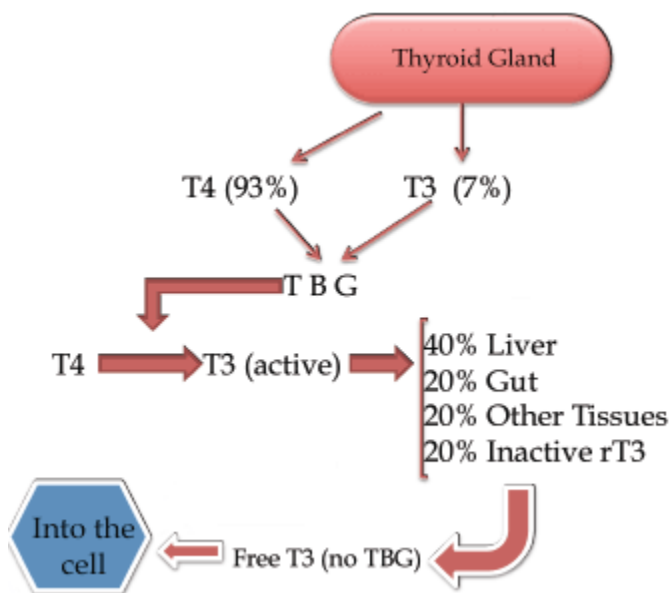 Thyroid Gland
T4 (93%)
T3 (7%)
T B G
T4
T3 (active)
40% Liver
20% Gut
20% Other Tissues
20% Inactive rT3
Into the
cell
Free T3 (no TBG)